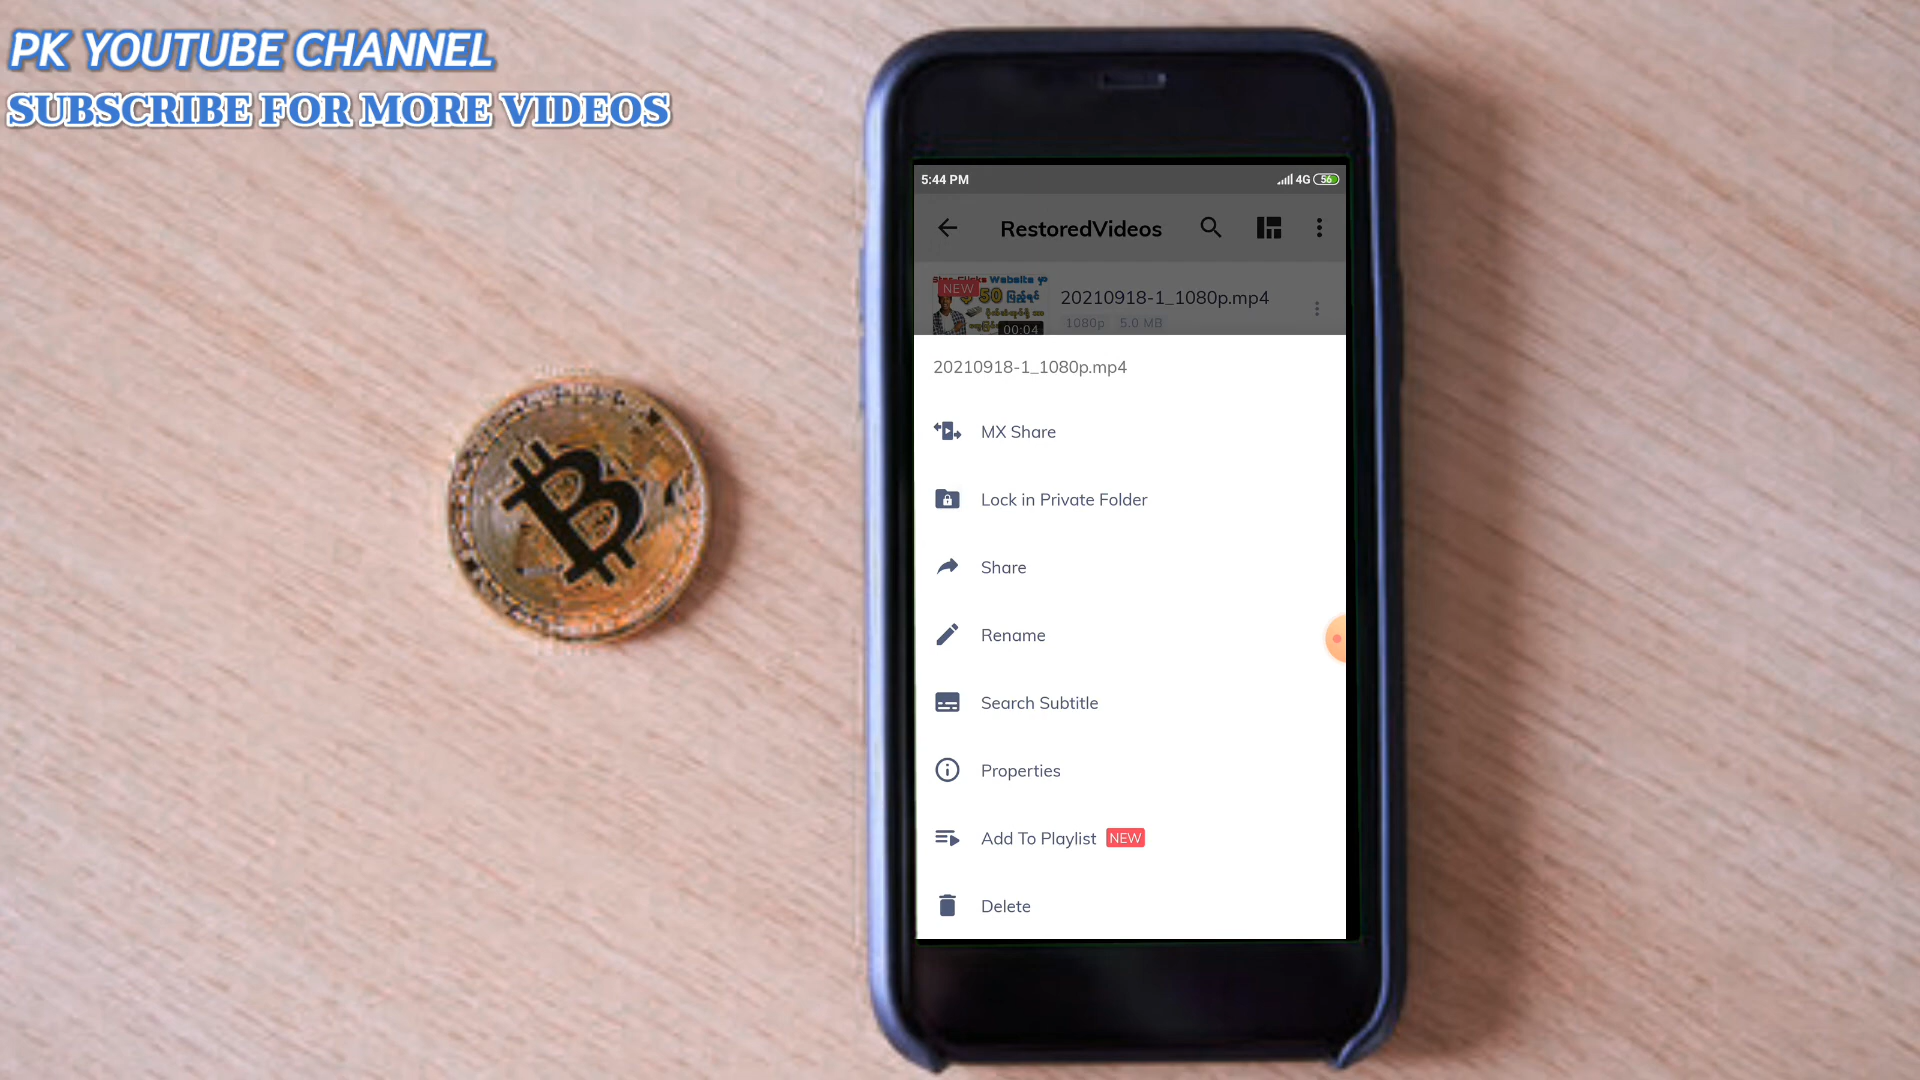 PK YOUTUBE CHANNEL
SUBSCRIBE FOR MORE VIDEOS
5:44 PM
4G 56
RestoredVideos
Website မှာ
NEW
50
00:04
20210918-1_1080p.mp4
1080p 5.0 MB
20210918-1_1080p.mp4
MX Share
Lock in Private Folder
Share
Rename
Search Subtitle
Properties
Add To Playlist NEW
Delete